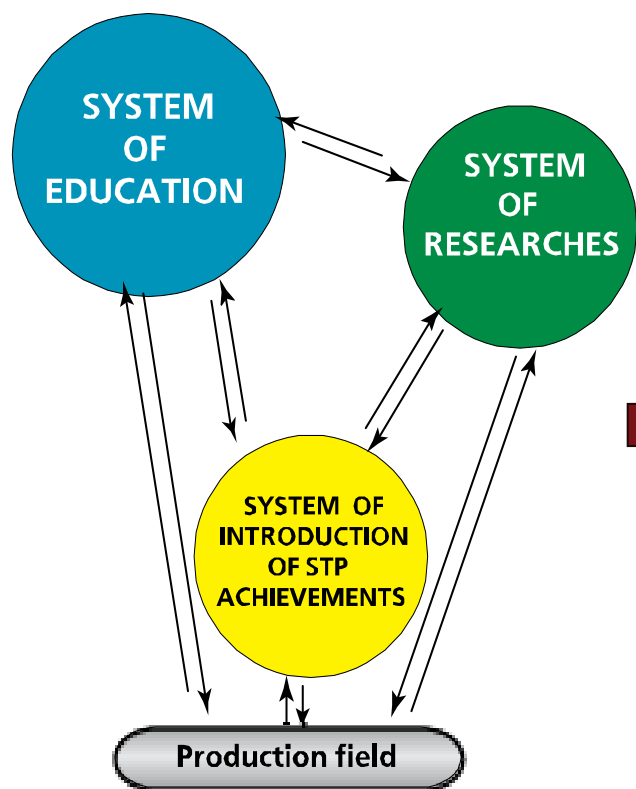 SYSTEM
OF
EDUCATION
SYSTEM
OF
RESEARCHES
SYSTEM OF
INTRODUCTION
OF STP
ACHIEVEMENTS
Production field